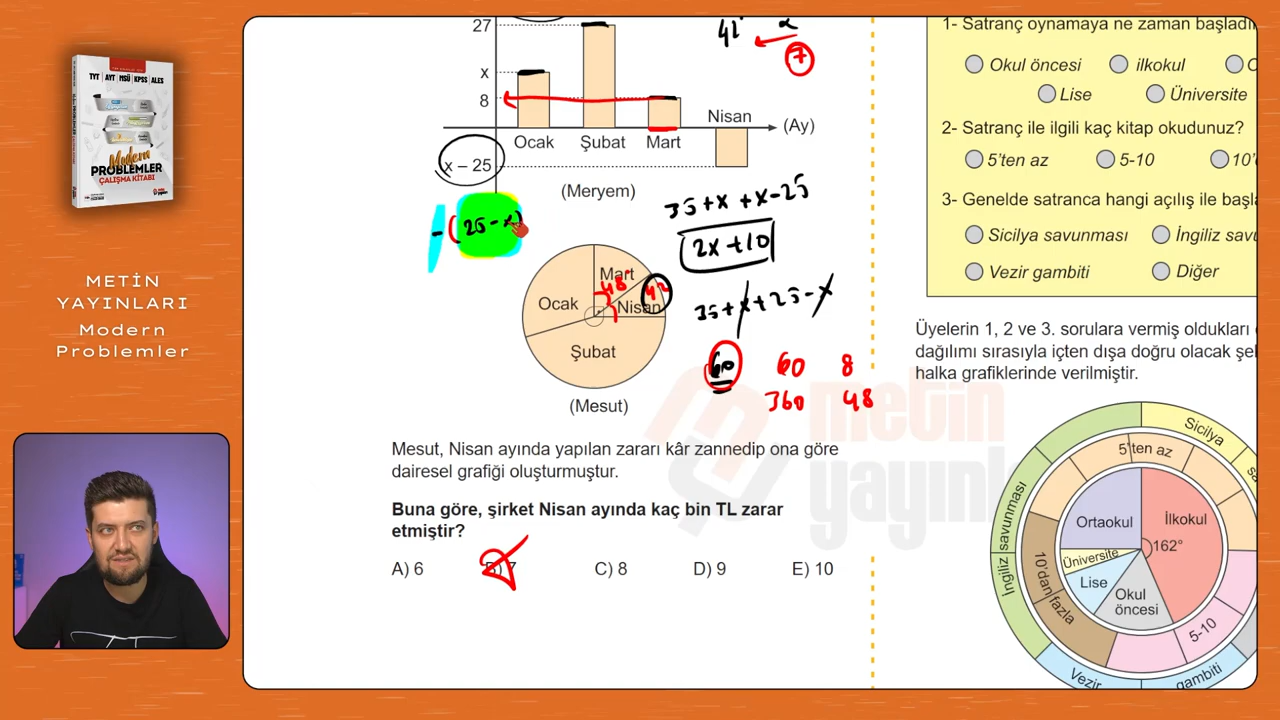 TYT | AYT | MSÜ | KPSS | ALES
Modern
PROBLEMLER
ÇALIŞMA KİTABI
METİN
YAYINLARI
Modern
Problemler
27
x
8
x – 25
Ocak
Şubat
Mart
Nisan
(Ay)
(Meryem)
42°
α
7
- (25 - x)
35 + x + x - 25
2x + 10
35 + x + 25 - x
60
60 8
360 48
Mart
48°
42
Ocak
Nisan
Şubat
(Mesut)
Mesut, Nisan ayında yapılan zararı kâr zannedip ona göre
dairesel grafiği oluşturmuştur.
Buna göre, şirket Nisan ayında kaç bin TL zarar
etmiştir?
A) 6 B) 7 C) 8 D) 9 E) 10
metin
1- Satranç oynamaya ne zaman
Okul öncesi ilkokul
Lise Üniversite
2- Satranç ile ilgili kaç kitap okudunuz?
5'ten az 5-10
3- Genelde satranca hangi açılış ile
Sicilya savunması İngiliz
Vezir gambiti Diğer
Üyelerin 1, 2 ve 3. sorulara vermiş oldukları
dağılımı sırasıyla içten dışa doğru olacak
halka grafiklerinde verilmiştir.
Sicilya
5'ten az
İngiliz savunması
Ortaokul
İlkokul
162°
Üniversite
Lise
Okul
öncesi
10'dan fazla
5-10
Vezir
gambiti